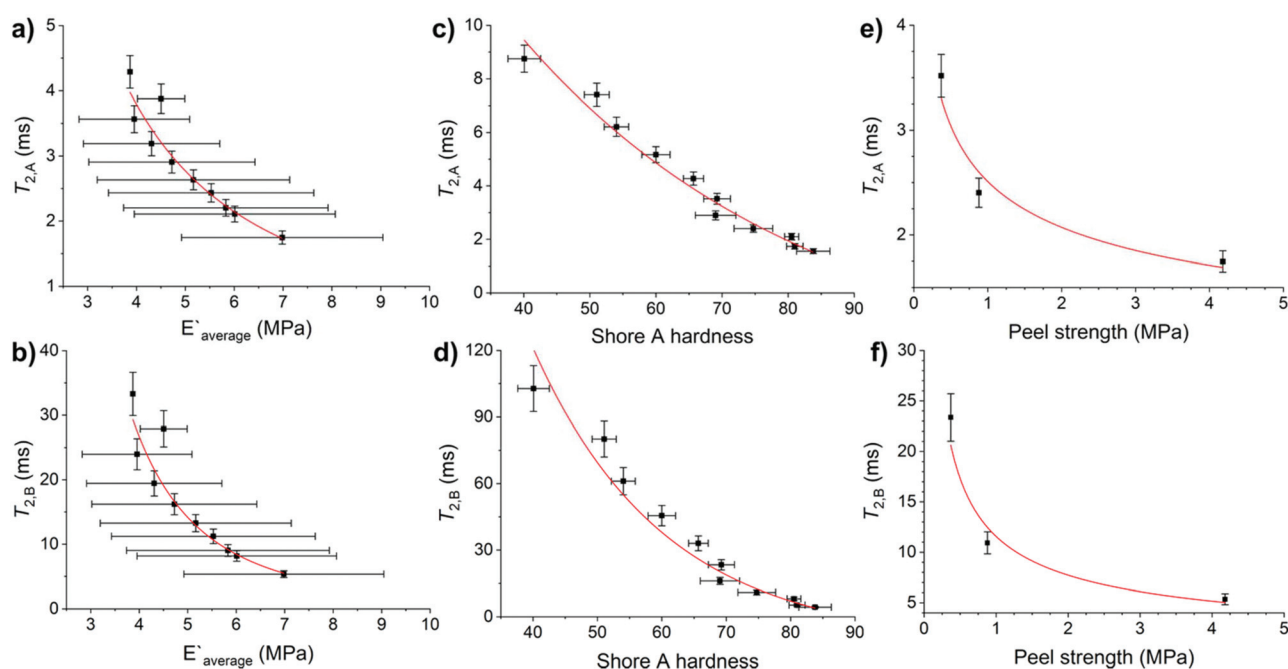 a)
5
4
3
2
1
T2,A (ms)
3 4 5 6 7 8 9 10
E`average (MPa)
c)
10
8
6
4
2
0
T2,A (ms)
40 50 60 70 80 90
Shore A hardness
e)
4
3
2
T2,A (ms)
0 1 2 3 4 5
Peel strength (MPa)
b)
40
30
20
10
0
T2,B (ms)
3 4 5 6 7 8 9 10
E`average (MPa)
d)
120
90
60
30
0
T2,B (ms)
40 50 60 70 80 90
Shore A hardness
f)
30
25
20
15
10
5
T2,B (ms)
0 1 2 3 4 5
Peel strength (MPa)